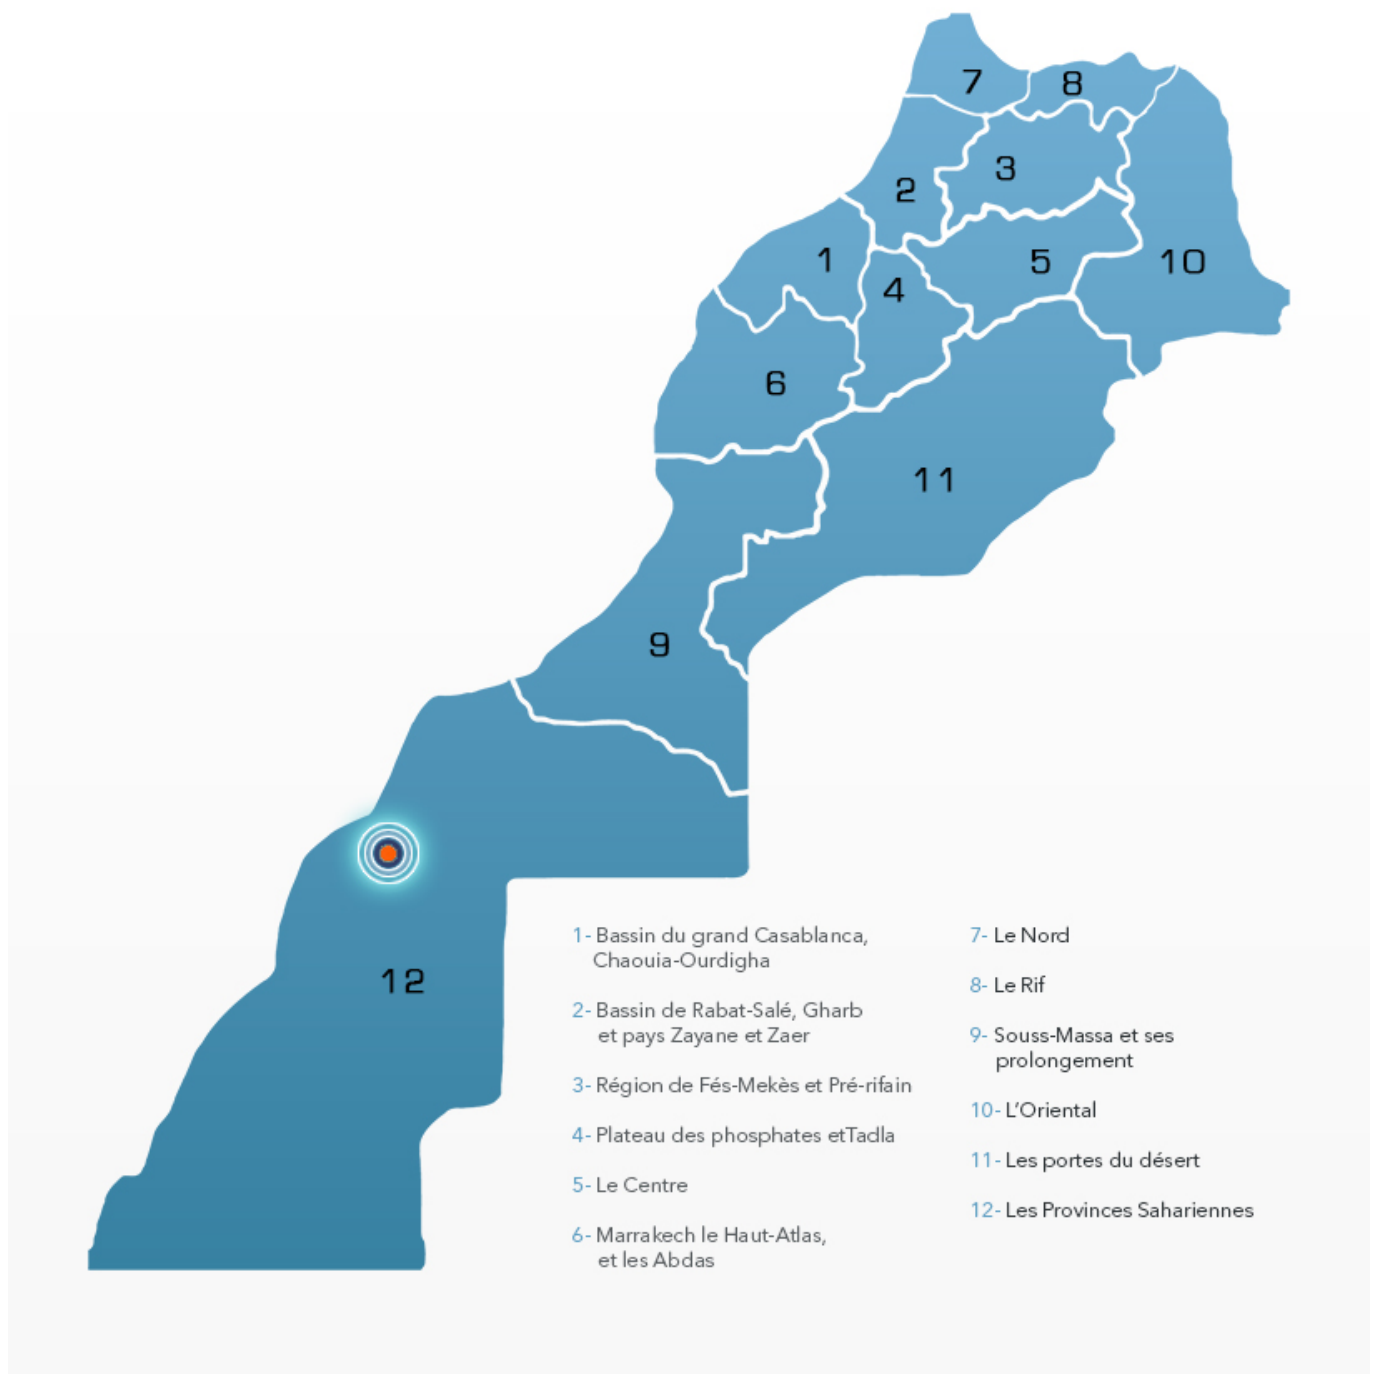 7
8
3
2
1
5
10
4
6
11
9
12
1- Bassin du grand Casablanca,
Chaouia-Ourdigha
2- Bassin de Rabat-Salé, Gharb
et pays Zayane et Zaer
3- Région de Fés-Mekès et Pré-rifain
4- Plateau des phosphates etTadla
5- Le Centre
6- Marrakech le Haut-Atlas,
et les Abdas
7- Le Nord
8- Le Rif
9- Souss-Massa et ses
prolongement
10- L'Oriental
11- Les portes du désert
12- Les Provinces Sahariennes